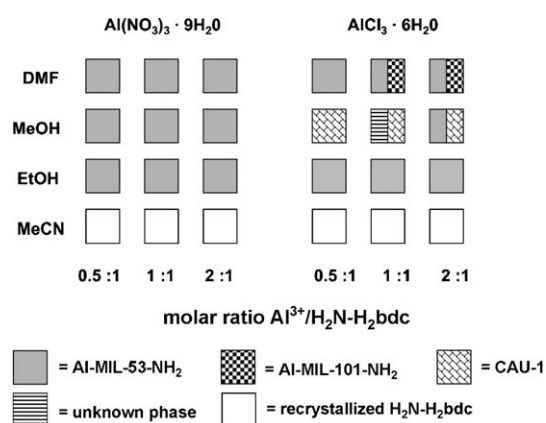 Al(NO₃)₃ · 9H₂0 AlCl₃ · 6H₂0
DMF
MeOH
EtOH
MeCN
0.5 :1 1 :1 2 :1 0.5 :1 1 :1 2 :1
molar ratio Al³⁺/H₂N-H₂bdc
= Al-MIL-53-NH₂ = Al-MIL-101-NH₂ = CAU-1
= unknown phase = recrystallized H₂N-H₂bdc